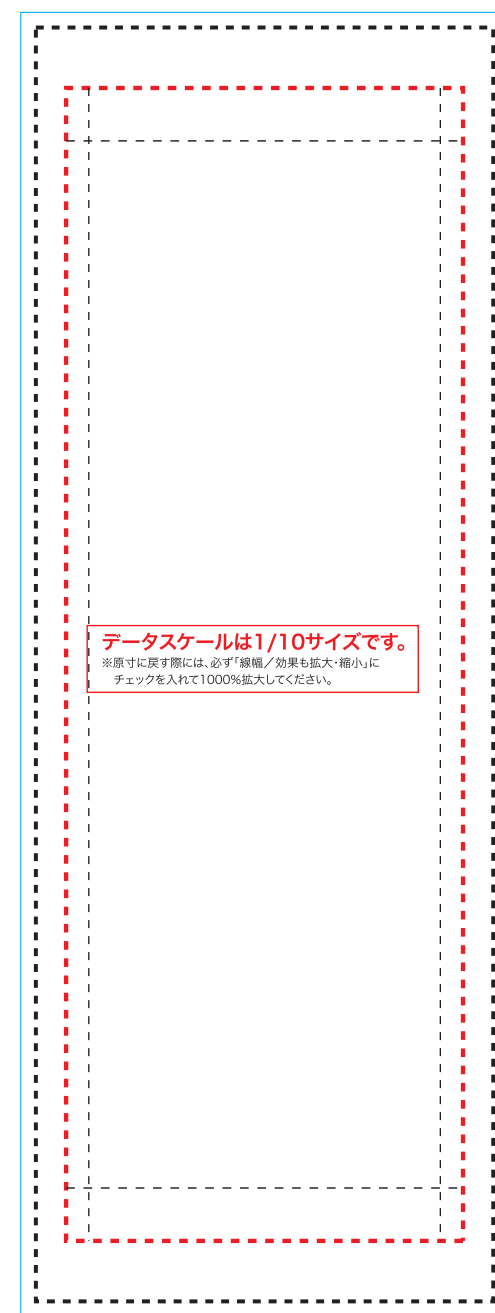 データスケールは1/10サイズです。
※原寸に戻す際には、必ず「線幅／効果も拡大・縮小」に
チェックを入れて1000%拡大してください。